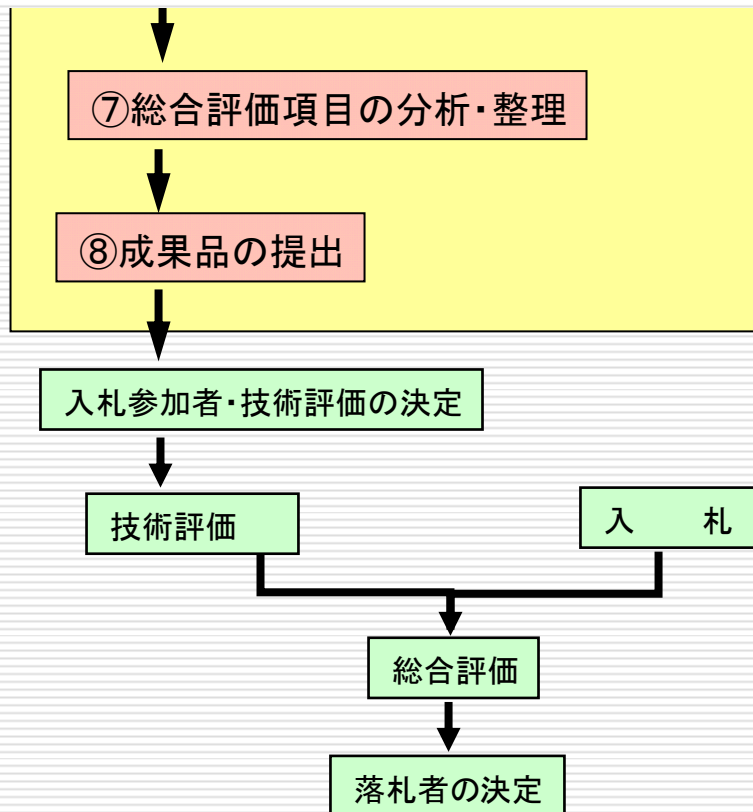 ⑦総合評価項目の分析・整理
⑧成果品の提出
入札参加者・技術評価の決定
技術評価
入　札
総合評価
落札者の決定